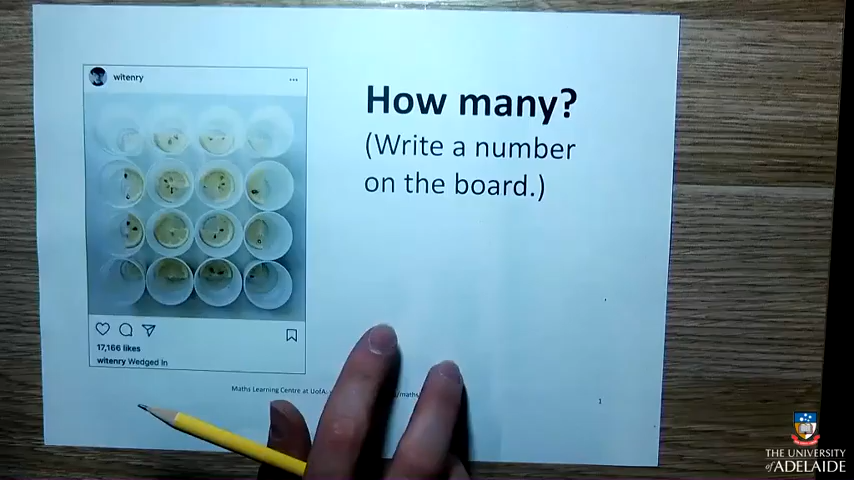 witenry
...
How many?
(Write a number
on the board.)
17,166 likes
witenry Wedged in
Maths Learning Centre at UofA: /maths
1
THE UNIVERSITY
of ADELAIDE